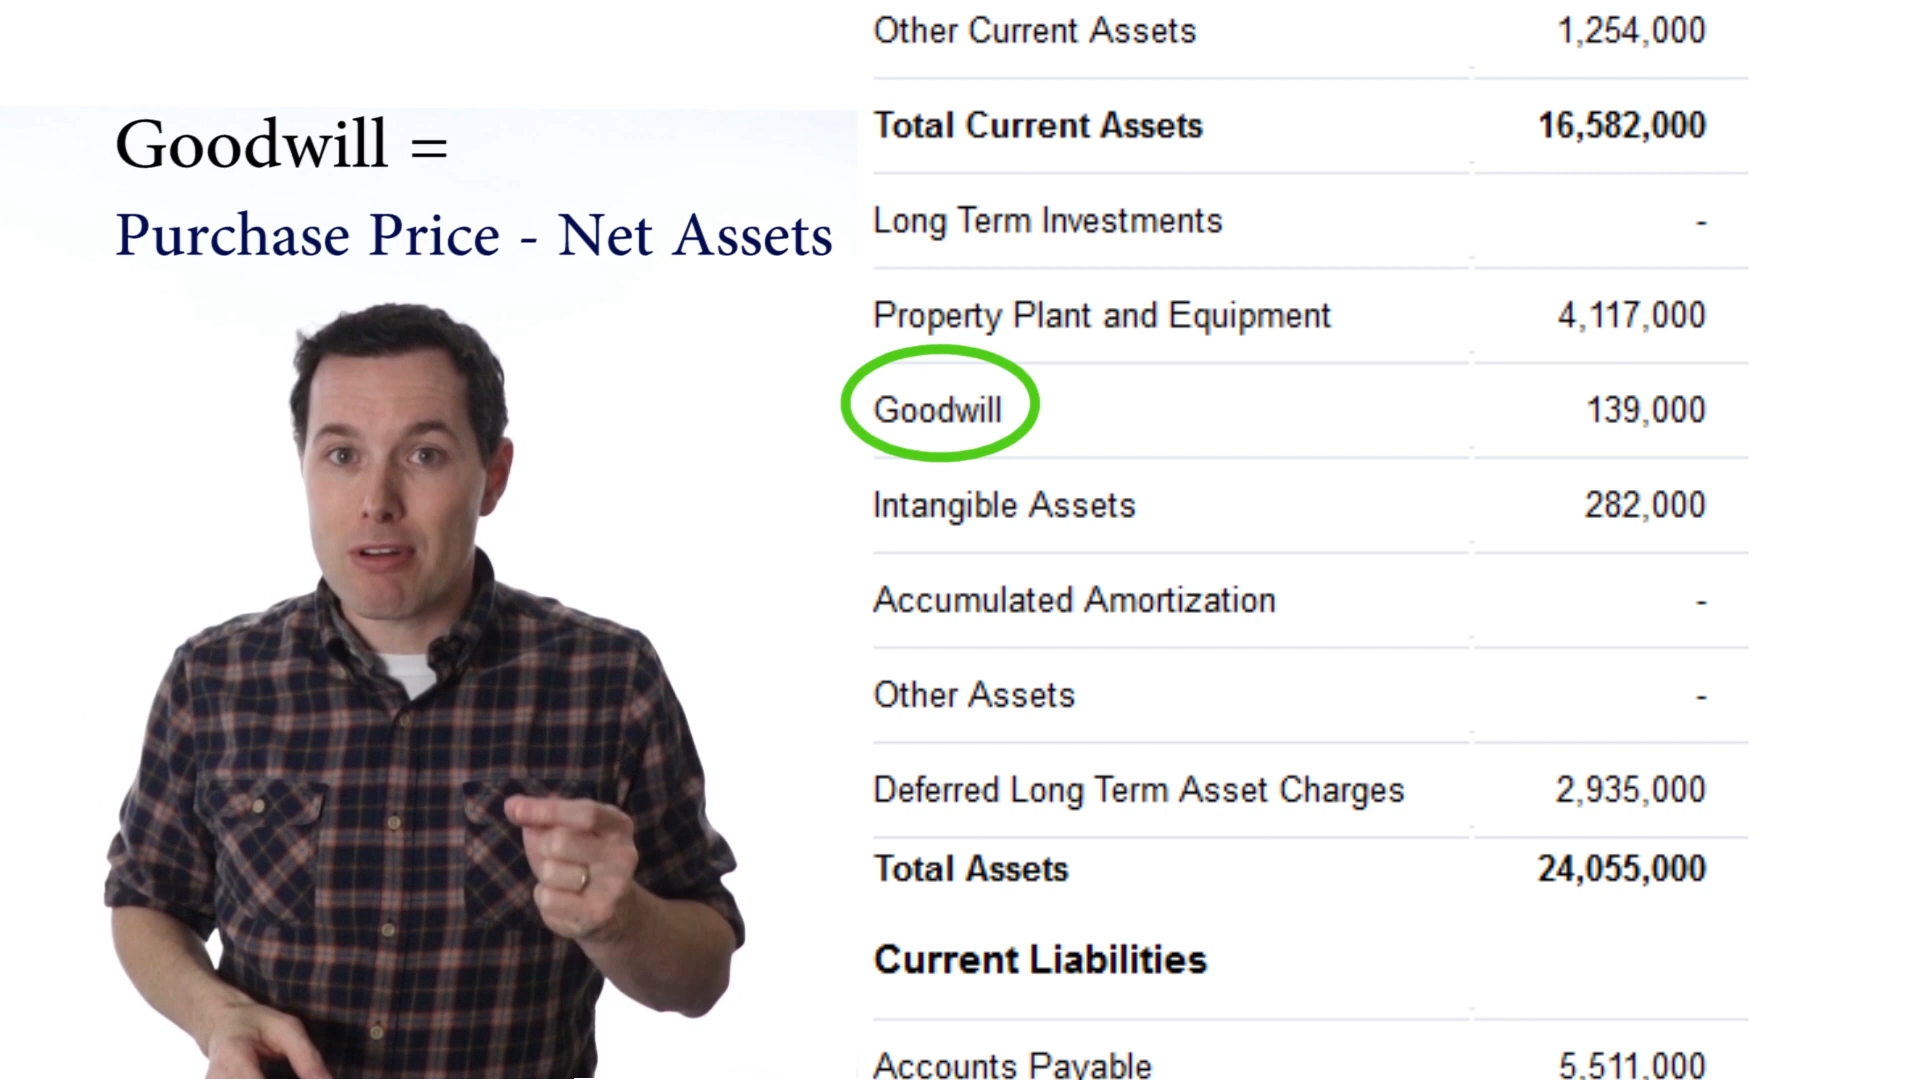 Goodwill =
Purchase Price - Net Assets
Other Current Assets 1,254,000
Total Current Assets 16,582,000
Long Term Investments -
Property Plant and Equipment 4,117,000
Goodwill 139,000
Intangible Assets 282,000
Accumulated Amortization -
Other Assets -
Deferred Long Term Asset Charges 2,935,000
Total Assets 24,055,000
Current Liabilities
Accounts Payable 5,511,000